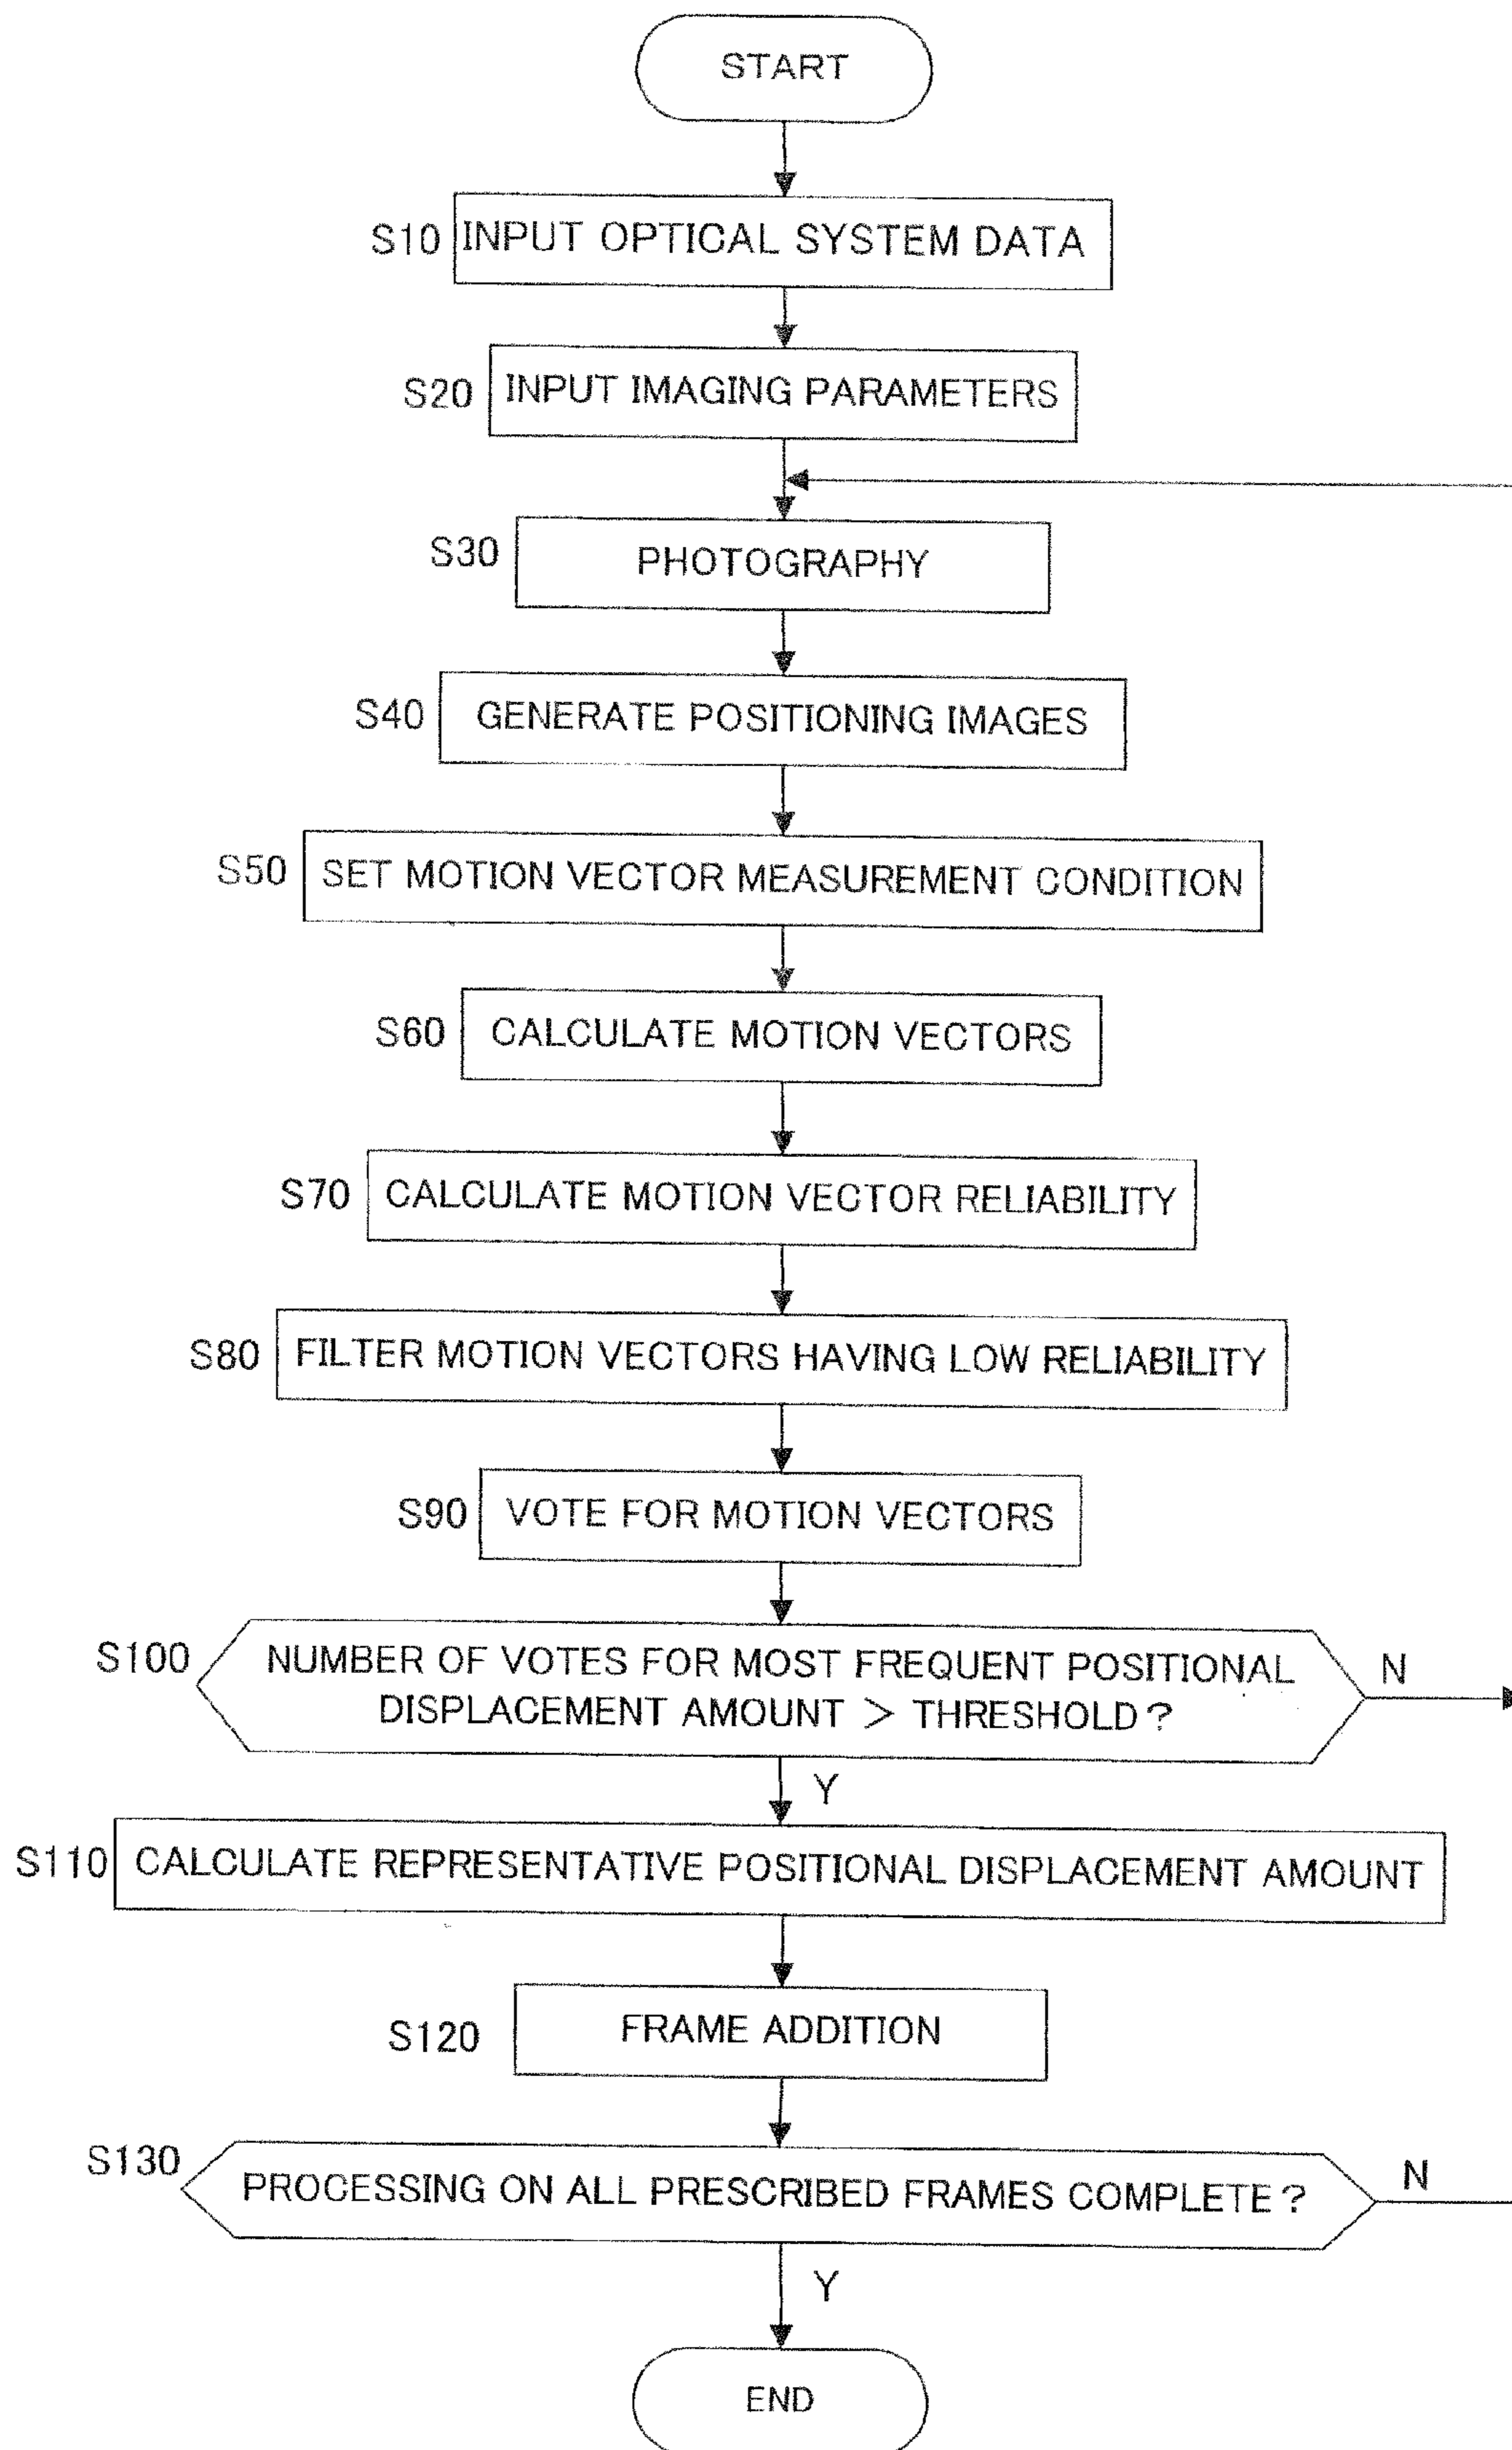 START
S10 INPUT OPTICAL SYSTEM DATA
S20 INPUT IMAGING PARAMETERS
S30 PHOTOGRAPHY
S40 GENERATE POSITIONING IMAGES
S50 SET MOTION VECTOR MEASUREMENT CONDITION
S60 CALCULATE MOTION VECTORS
S70 CALCULATE MOTION VECTOR RELIABILITY
S80 FILTER MOTION VECTORS HAVING LOW RELIABILITY
S90 VOTE FOR MOTION VECTORS
S100 NUMBER OF VOTES FOR MOST FREQUENT POSITIONAL N
DISPLACEMENT AMOUNT > THRESHOLD?
Y
S110 CALCULATE REPRESENTATIVE POSITIONAL DISPLACEMENT AMOUNT
S120 FRAME ADDITION
S130 PROCESSING ON ALL PRESCRIBED FRAMES COMPLETE? N
Y
END